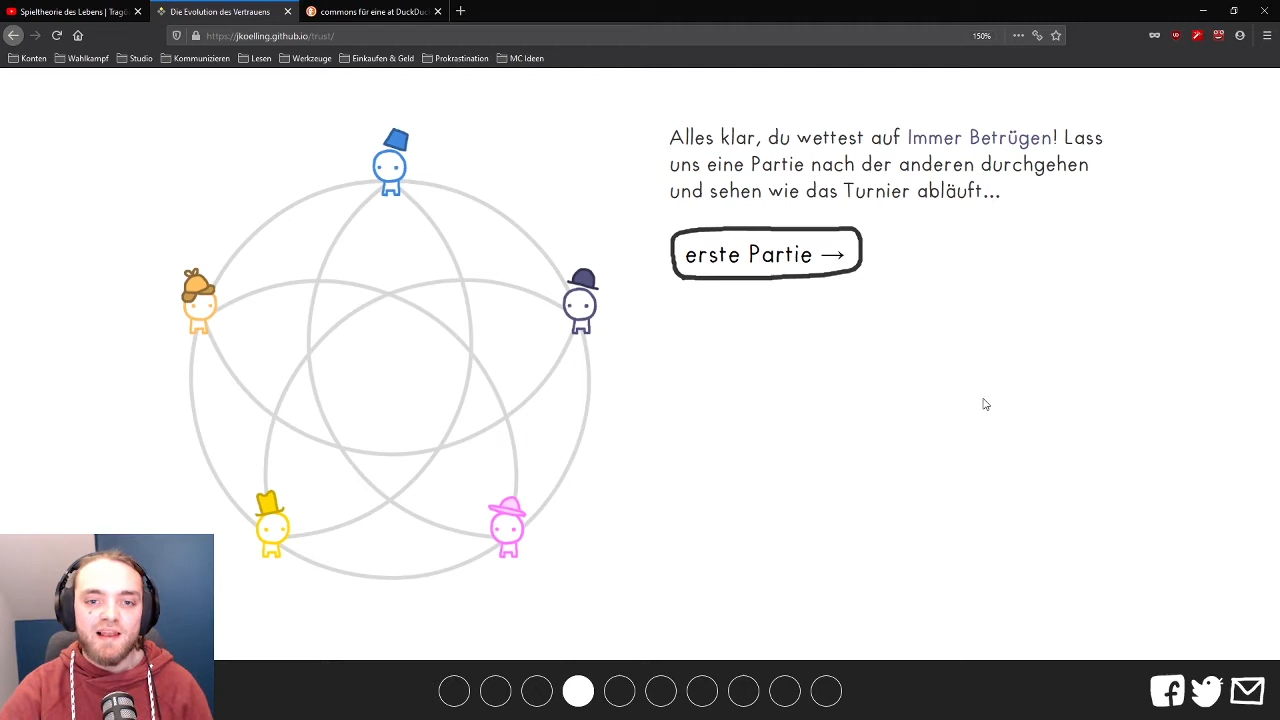 Spieltheorie des Lebens | Tragö
Die Evolution des Vertrauens
commons für eine at DuckDuc
https://jkoelling.github.io/trust/
150%
Konten
Wahlkampf
Studio
Kommunizieren
Lesen
Werkzeuge
Einkaufen & Geld
Prokrastination
MC Ideen
Alles klar, du wettest auf Immer Betrügen! Lass
uns eine Partie nach der anderen durchgehen
und sehen wie das Turnier abläuft...
erste Partie →